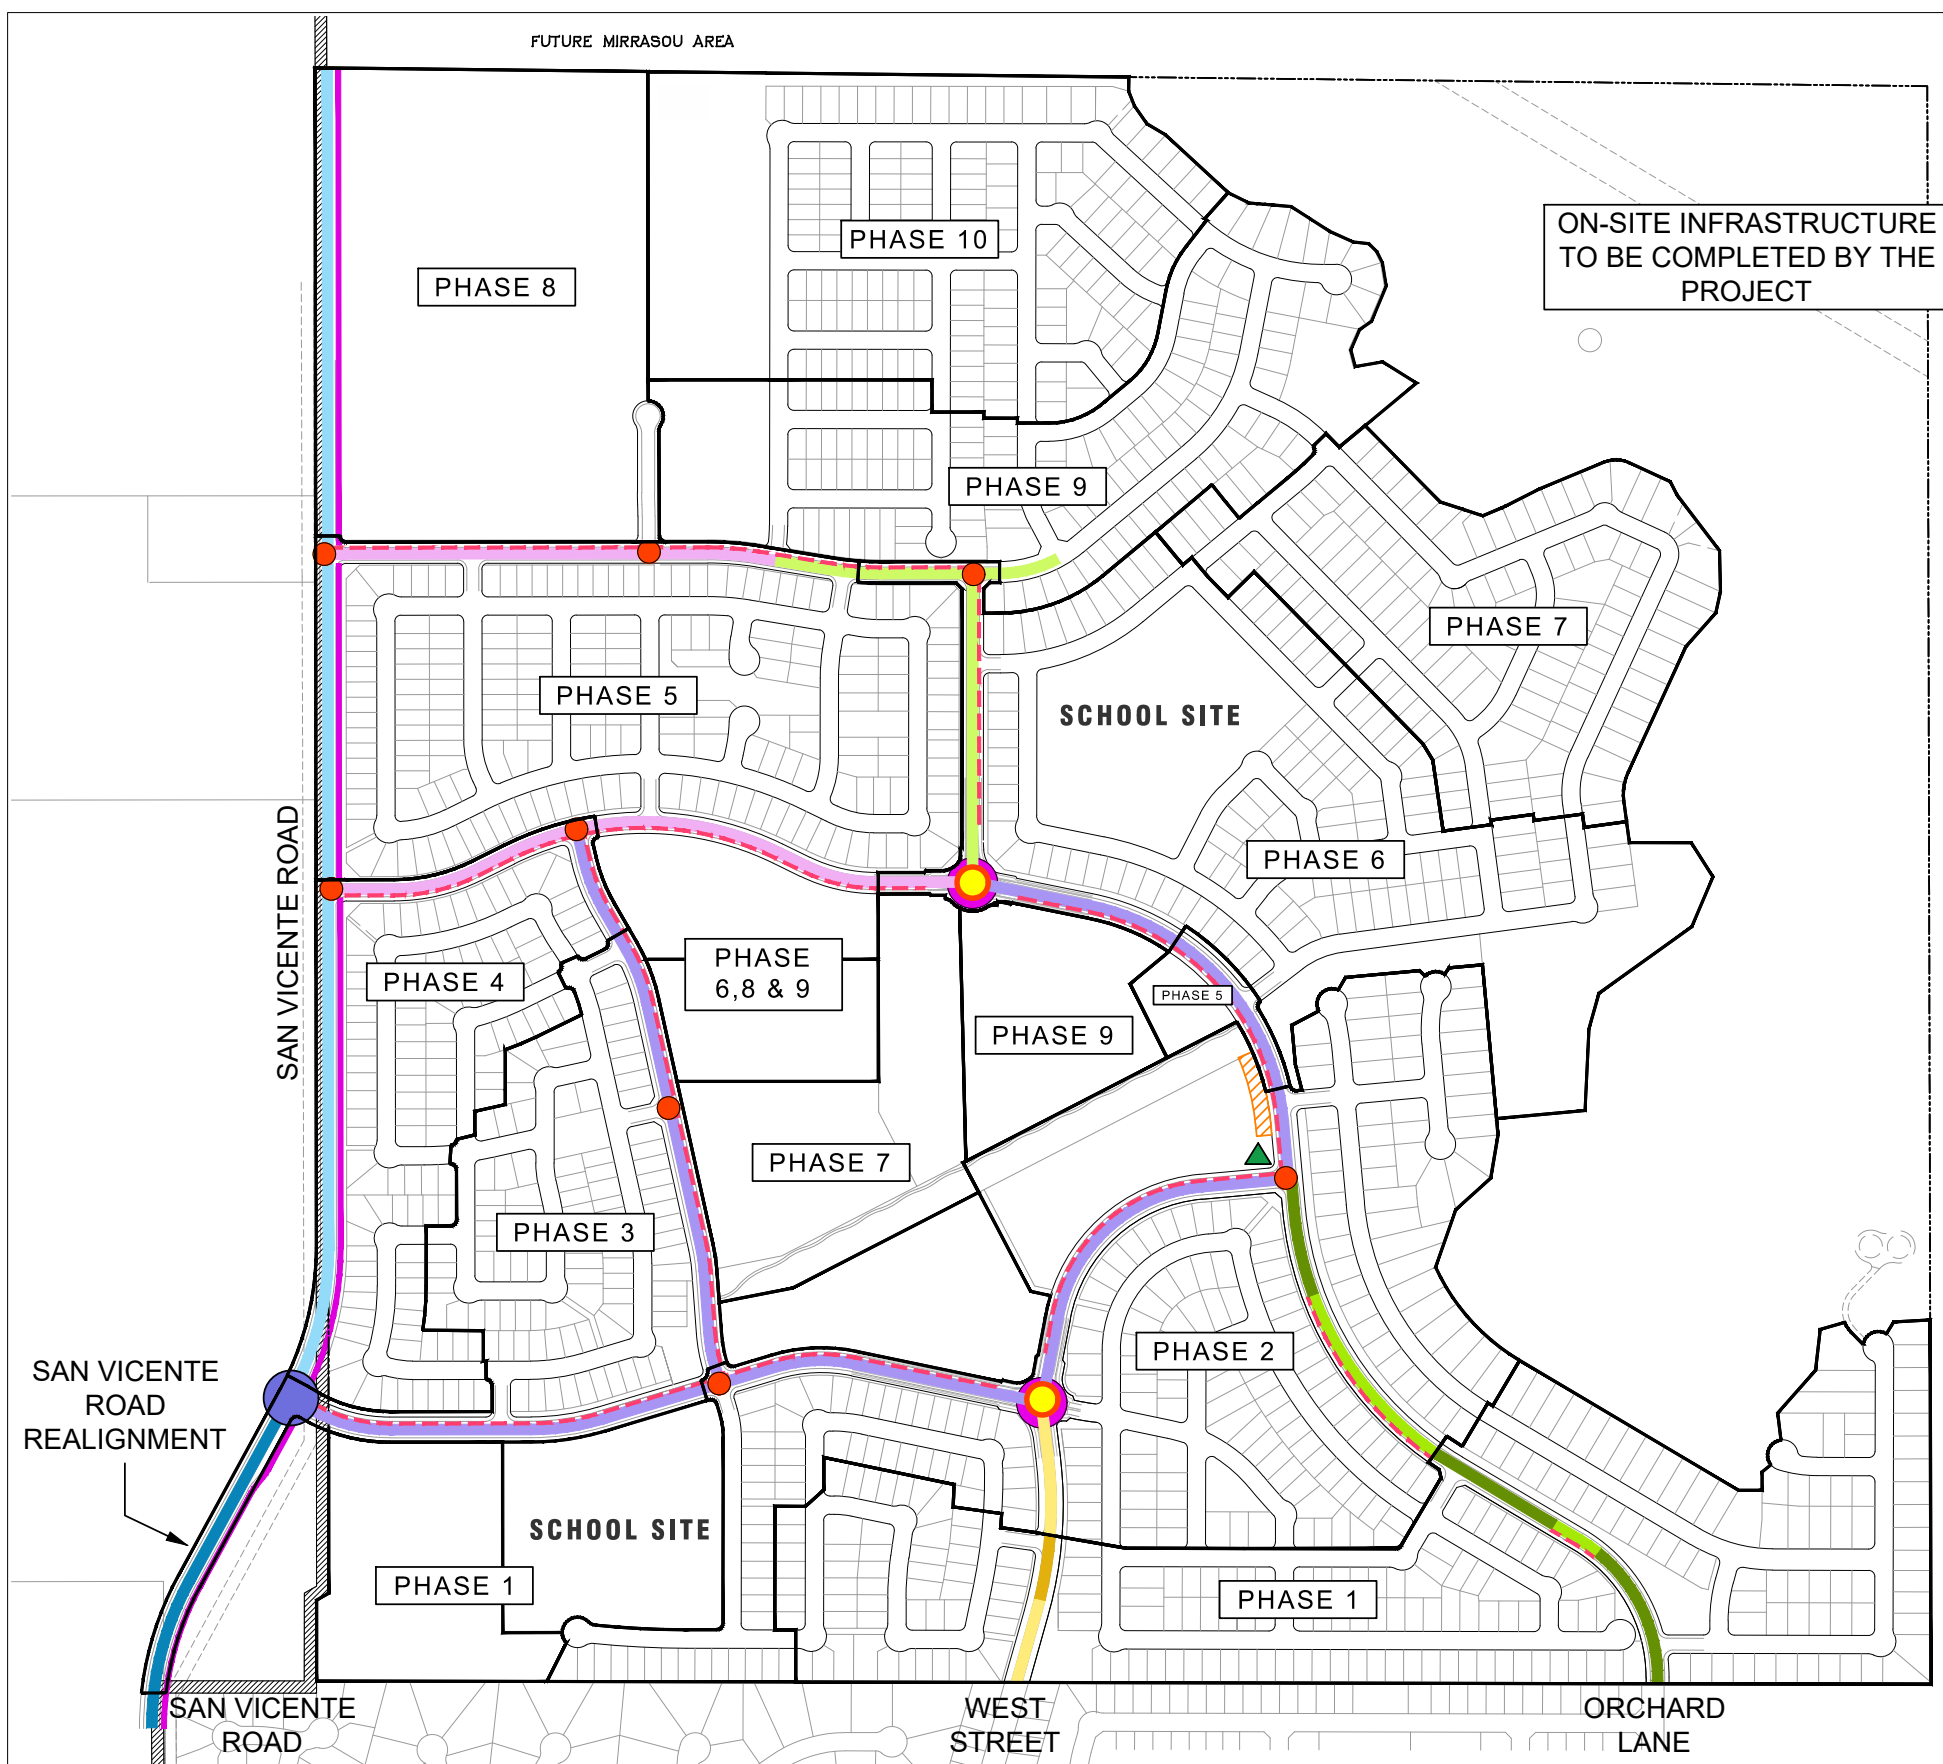 FUTURE MIRRASOU AREA
ON-SITE INFRASTRUCTURE
TO BE COMPLETED BY THE
PROJECT
PHASE 10
PHASE 8
PHASE 9
PHASE 7
PHASE 5
SCHOOL SITE
PHASE 6
SAN VICENTE ROAD
PHASE 4
PHASE
6,8 & 9
PHASE 5
PHASE 9
PHASE 7
PHASE 3
PHASE 2
SAN VICENTE
ROAD
REALIGNMENT
SCHOOL SITE
PHASE 1
PHASE 1
SAN VICENTE
ROAD
WEST
STREET
ORCHARD
LANE